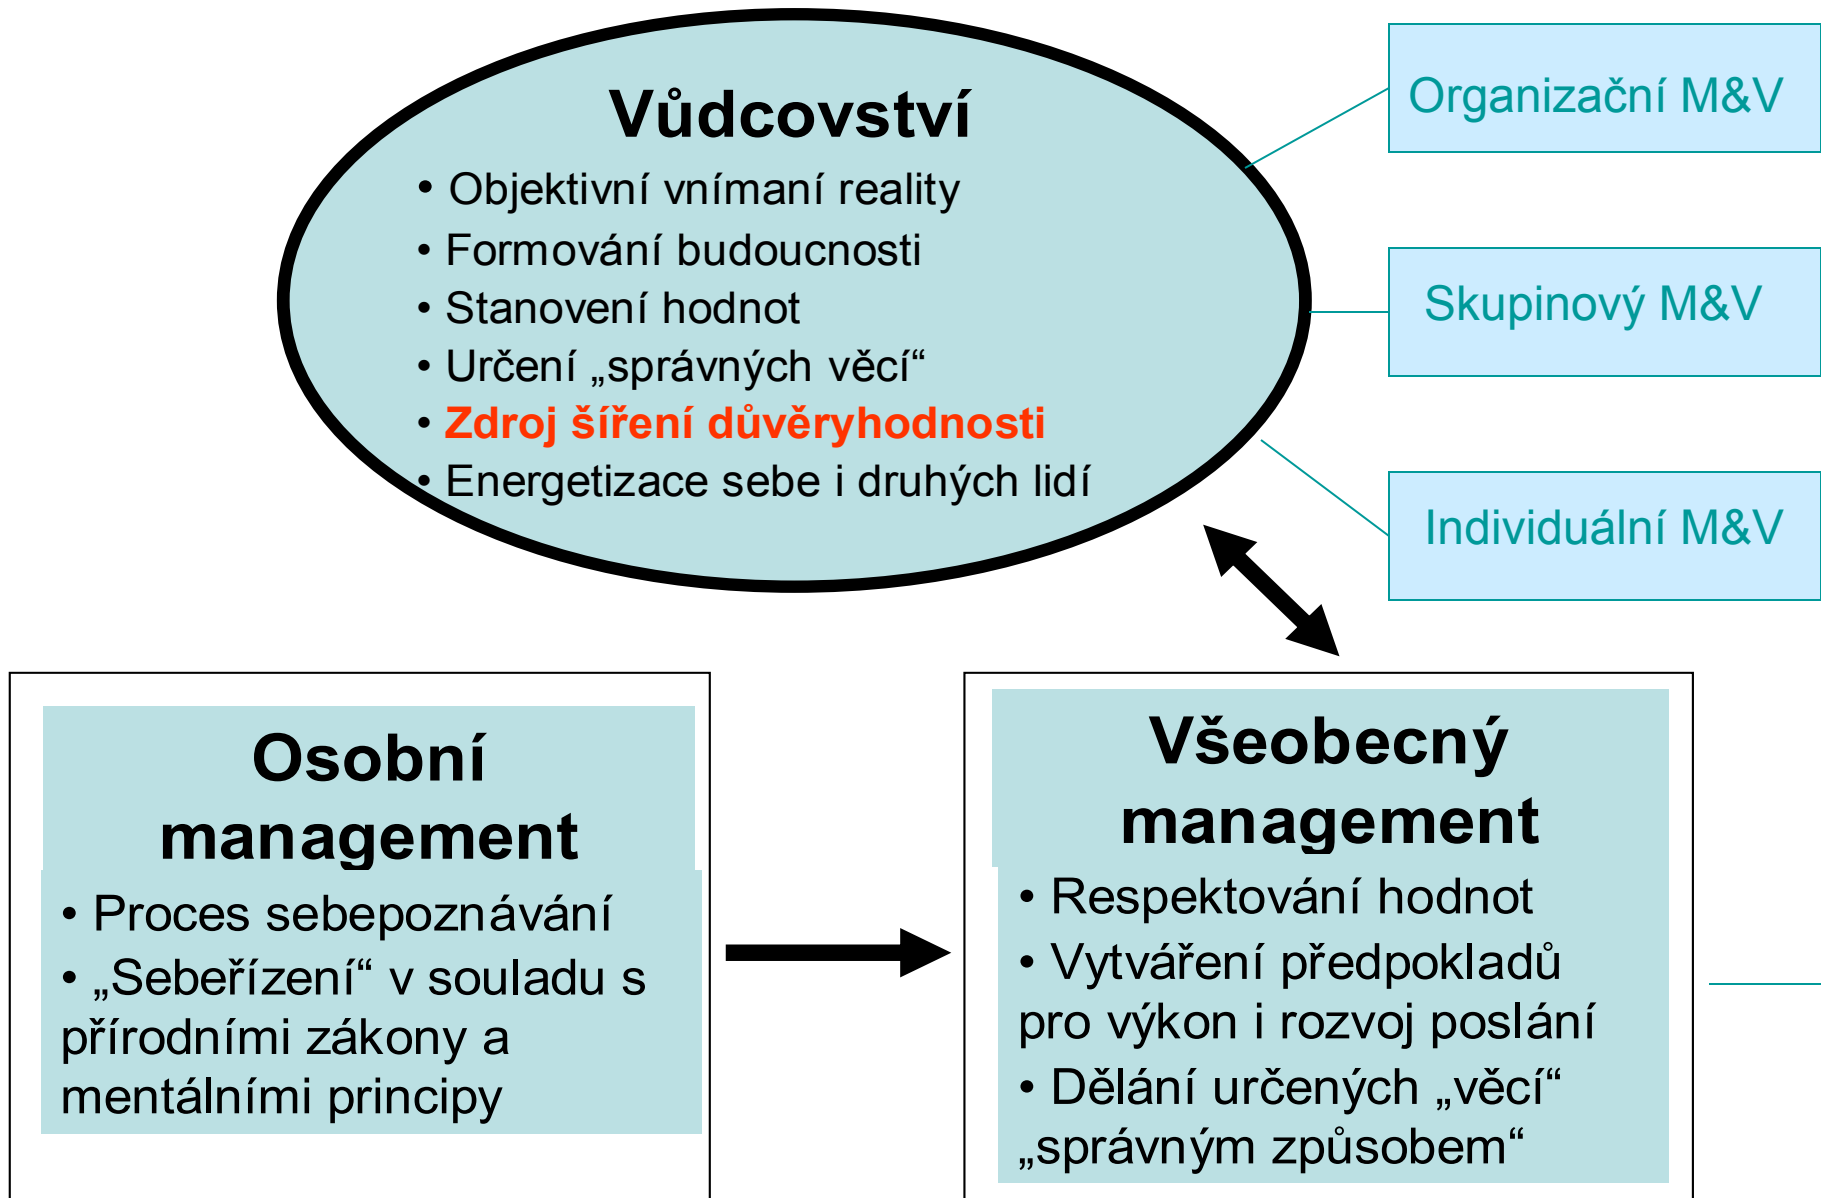 Vůdcovství
• Objektivní vnímaní reality
• Formování budoucnosti
• Stanovení hodnot
• Určení „správných věcí“
• Zdroj šíření důvěryhodnosti
• Energetizace sebe i druhých lidí
Organizační M&V
Skupinový M&V
Individuální M&V
Osobní
management
• Proces sebepoznávání
• „Sebeřízení“ v souladu s
přírodními zákony a
mentálními principy
Všeobecný
management
• Respektování hodnot
• Vytváření předpokladů
pro výkon i rozvoj poslání
• Dělání určených „věcí“
„správným způsobem“